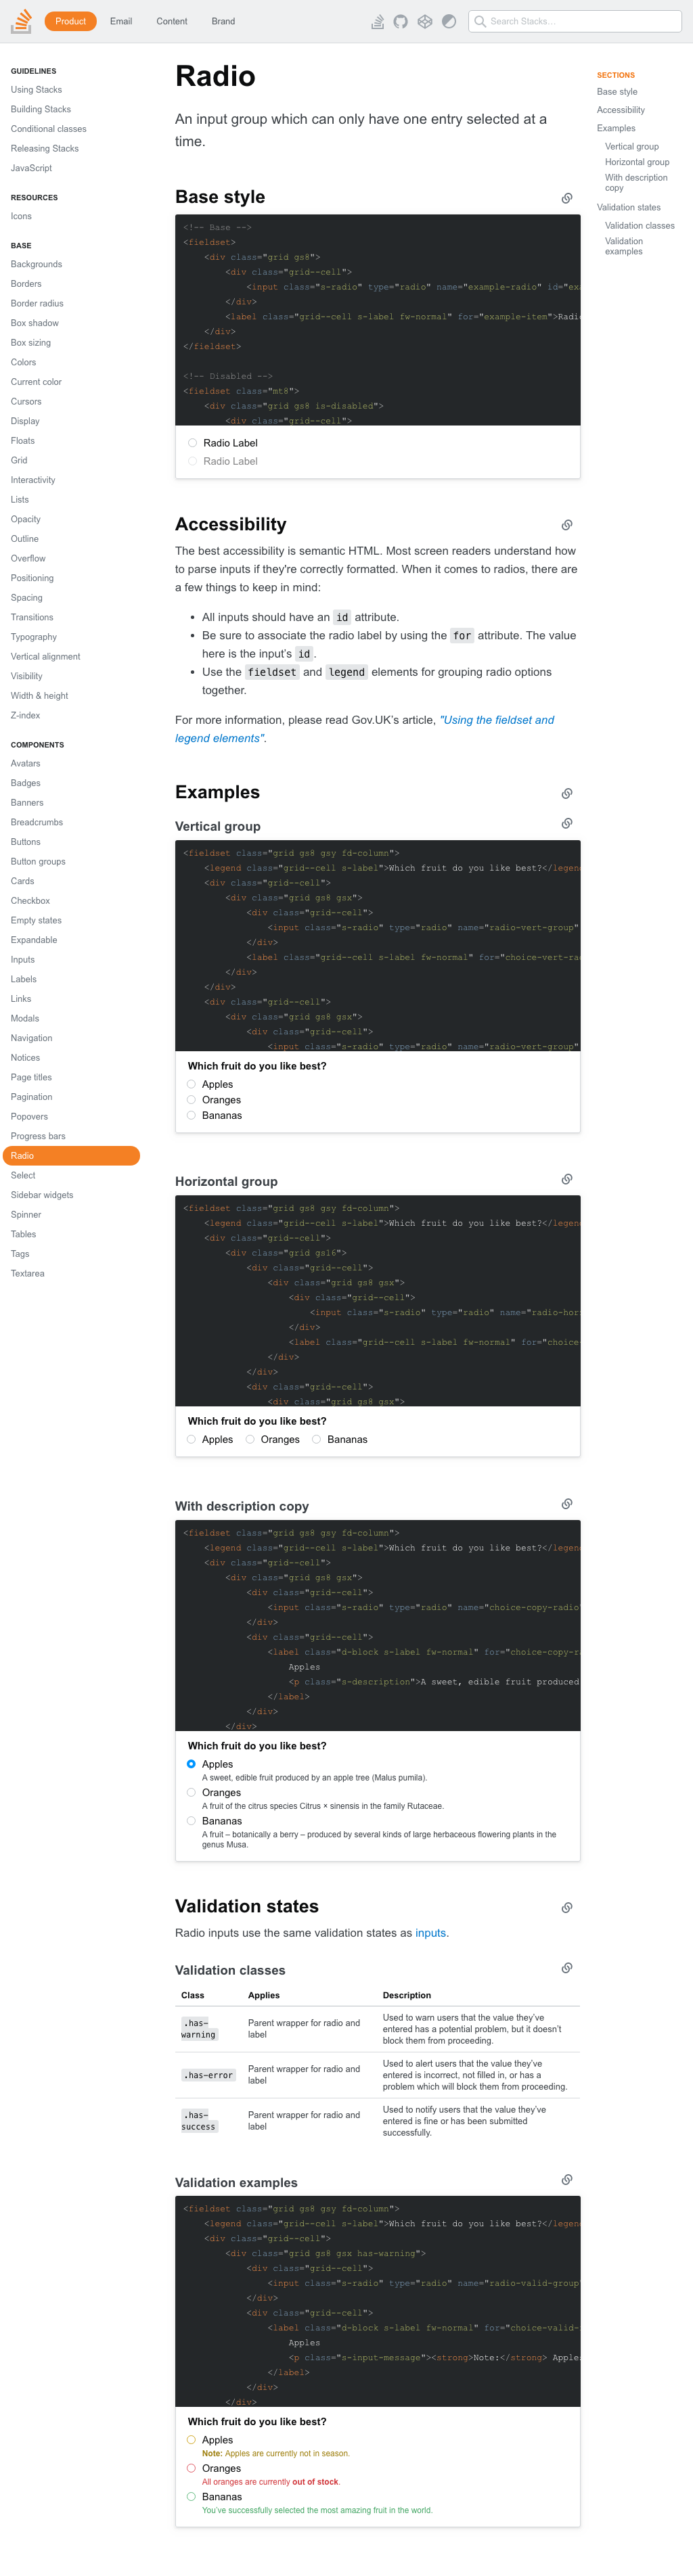 Product Email Content Brand
Search Stacks…
GUIDELINES
Using Stacks
Building Stacks
Conditional classes
Releasing Stacks
JavaScript
RESOURCES
Icons
BASE
Backgrounds
Borders
Border radius
Box shadow
Box sizing
Colors
Current color
Cursors
Display
Floats
Grid
Interactivity
Lists
Opacity
Outline
Overflow
Positioning
Spacing
Transitions
Typography
Vertical alignment
Visibility
Width & height
Z-index
COMPONENTS
Avatars
Badges
Banners
Breadcrumbs
Buttons
Button groups
Cards
Checkbox
Empty states
Expandable
Inputs
Labels
Links
Modals
Navigation
Notices
Page titles
Pagination
Popovers
Progress bars
Radio
Select
Sidebar widgets
Spinner
Tables
Tags
Textarea
Radio
An input group which can only have one entry selected at a
time.
Base style
<!-- Base -->
<fieldset>
<div class="grid gs8">
<div class="grid--cell">
<input class="s-radio" type="radio" name="example-radio" id="exa
</div>
<label class="grid--cell s-label fw-normal" for="example-item">Radio
</div>
</fieldset>
<!-- Disabled -->
<fieldset class="mt8">
<div class="grid gs8 is-disabled">
<div class="grid--cell">
Radio Label
Radio Label
Accessibility
The best accessibility is semantic HTML. Most screen readers understand how
to parse inputs if they're correctly formatted. When it comes to radios, there are
a few things to keep in mind:
• All inputs should have an id attribute.
• Be sure to associate the radio label by using the for attribute. The value
here is the input's id.
• Use the fieldset and legend elements for grouping radio options
together.
For more information, please read Gov.UK's article, "Using the fieldset and
legend elements".
Examples
Vertical group
<fieldset class="grid gs8 gsy fd-column">
<legend class="grid--cell s-label">Which fruit do you like best?</legend
<div class="grid--cell">
<div class="grid gs8 gsx">
<div class="grid--cell">
<input class="s-radio" type="radio" name="radio-vert-group"
</div>
<label class="grid--cell s-label fw-normal" for="choice-vert-rad
</div>
</div>
<div class="grid--cell">
<div class="grid gs8 gsx">
<div class="grid--cell">
<input class="s-radio" type="radio" name="radio-vert-group"
Which fruit do you like best?
Apples
Oranges
Bananas
Horizontal group
<fieldset class="grid gs8 gsy fd-column">
<legend class="grid--cell s-label">Which fruit do you like best?</legend
<div class="grid--cell">
<div class="grid gs16">
<div class="grid--cell">
<div class="grid gs8 gsx">
<div class="grid--cell">
<input class="s-radio" type="radio" name="radio-hori
</div>
<label class="grid--cell s-label fw-normal" for="choice-
</div>
</div>
<div class="grid--cell">
<div class="grid gs8 gsx">
Which fruit do you like best?
Apples Oranges Bananas
With description copy
<fieldset class="grid gs8 gsy fd-column">
<legend class="grid--cell s-label">Which fruit do you like best?</legend
<div class="grid--cell">
<div class="grid gs8 gsx">
<div class="grid--cell">
<input class="s-radio" type="radio" name="choice-copy-radio"
</div>
<div class="grid--cell">
<label class="d-block s-label fw-normal" for="choice-copy-ra
Apples
<p class="s-description">A sweet, edible fruit produced
</label>
</div>
</div>
Which fruit do you like best?
Apples
A sweet, edible fruit produced by an apple tree (Malus pumila).
Oranges
A fruit of the citrus species Citrus × sinensis in the family Rutaceae.
Bananas
A fruit – botanically a berry – produced by several kinds of large herbaceous flowering plants in the
genus Musa.
Validation states
Radio inputs use the same validation states as inputs.
Validation classes
Class Applies Description
.has-warning Parent wrapper for radio and label Used to warn users that the value they've entered has a potential problem, but it doesn't block them from proceeding.
.has-error Parent wrapper for radio and label Used to alert users that the value they've entered is incorrect, not filled in, or has a problem which will block them from proceeding.
.has-success Parent wrapper for radio and label Used to notify users that the value they've entered is fine or has been submitted successfully.
Validation examples
<fieldset class="grid gs8 gsy fd-column">
<legend class="grid--cell s-label">Which fruit do you like best?</legend
<div class="grid--cell">
<div class="grid gs8 gsx has-warning">
<div class="grid--cell">
<input class="s-radio" type="radio" name="radio-valid-group"
</div>
<div class="grid--cell">
<label class="d-block s-label fw-normal" for="choice-valid-
Apples
<p class="s-input-message"><strong>Note:</strong> Apples
</label>
</div>
</div>
Which fruit do you like best?
Apples
Note: Apples are currently not in season.
Oranges
All oranges are currently out of stock.
Bananas
You've successfully selected the most amazing fruit in the world.
SECTIONS
Base style
Accessibility
Examples
Vertical group
Horizontal group
With description
copy
Validation states
Validation classes
Validation
examples